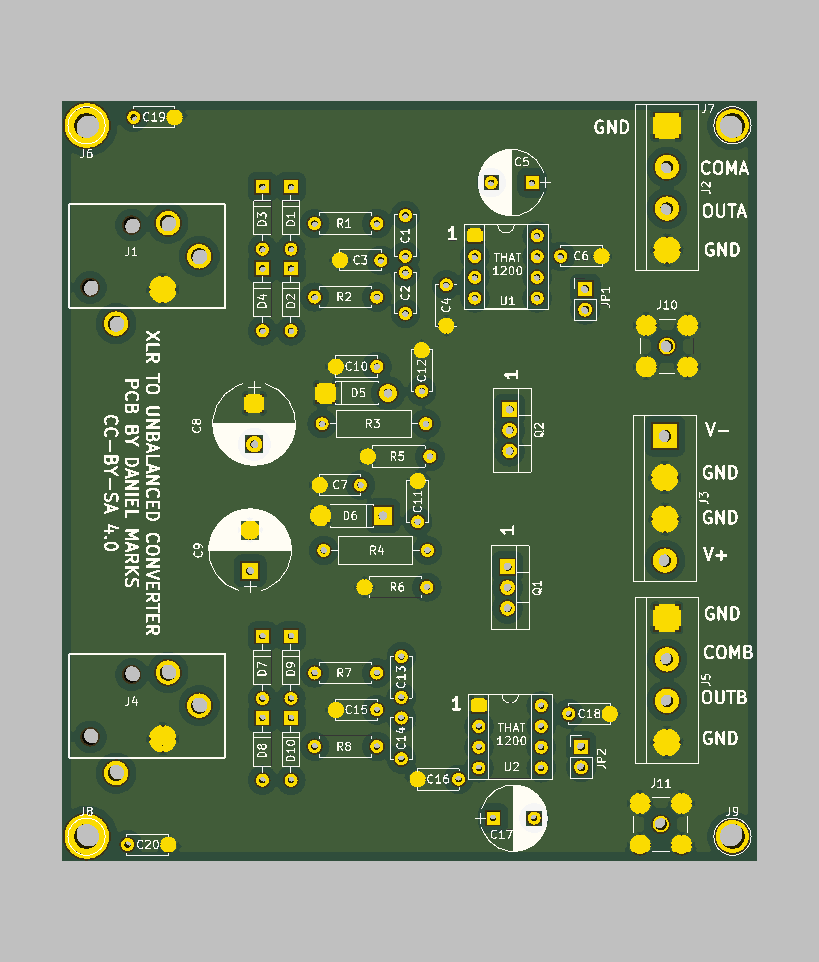 C19
J6
J7
GND
C5
COMA
J2
OUTA
GND
D3
D1
R1
C1
1
THAT
1200
U1
C6
J1
C3
D4
D2
R2
C2
C4
JP1
J10
XLR TO UNBALANCED CONVERTER
PCB BY DANIEL MARKS
CC-BY-SA 4.0
C10
C12
D5
1
C8
R3
Q2
V-
R5
GND
J3
C7
C11
D6
GND
C9
R4
1
V+
R6
Q1
GND
COMB
J5
OUTB
GND
D7
D9
R7
C13
J4
C15
1
THAT
1200
U2
C18
D8
D10
R8
C14
C16
JP2
J11
J8
C20
C17
J9